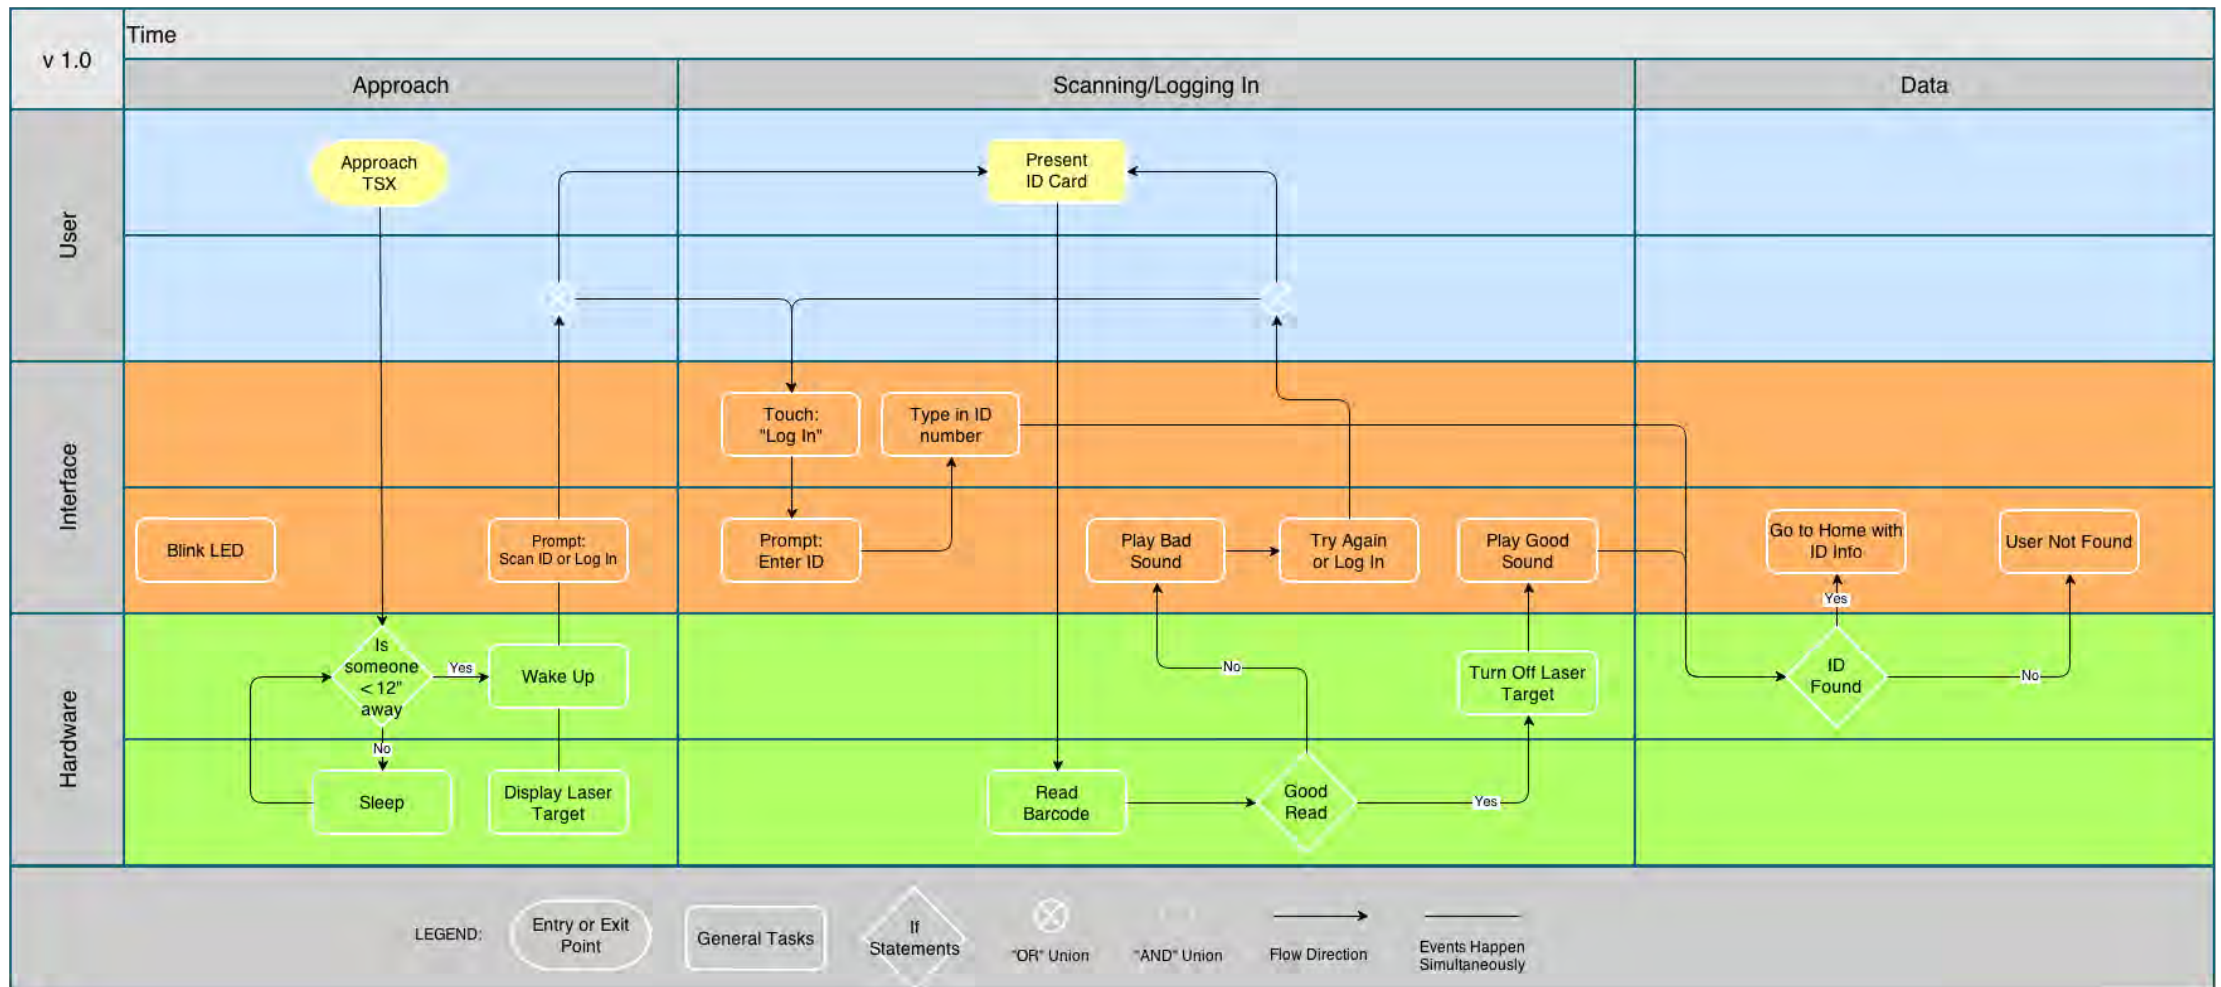 v 1.0
Time
Approach
Scanning/Logging In
Data
User
Approach
TSX
Present
ID Card
Interface
Touch:
"Log In"
Type in ID
number
Blink LED
Prompt:
Scan ID or Log In
Prompt:
Enter ID
Play Bad
Sound
Try Again
or Log In
Play Good
Sound
Go to Home with
ID Info
User Not Found
Yes
Hardware
Is
someone
< 12"
away
Yes
Wake Up
No
Turn Off Laser
Target
ID
Found
No
No
Sleep
Display Laser
Target
Read
Barcode
Good
Read
Yes
LEGEND:
Entry or Exit
Point
General Tasks
If
Statements
"OR" Union
"AND" Union
Flow Direction
Events Happen
Simultaneously